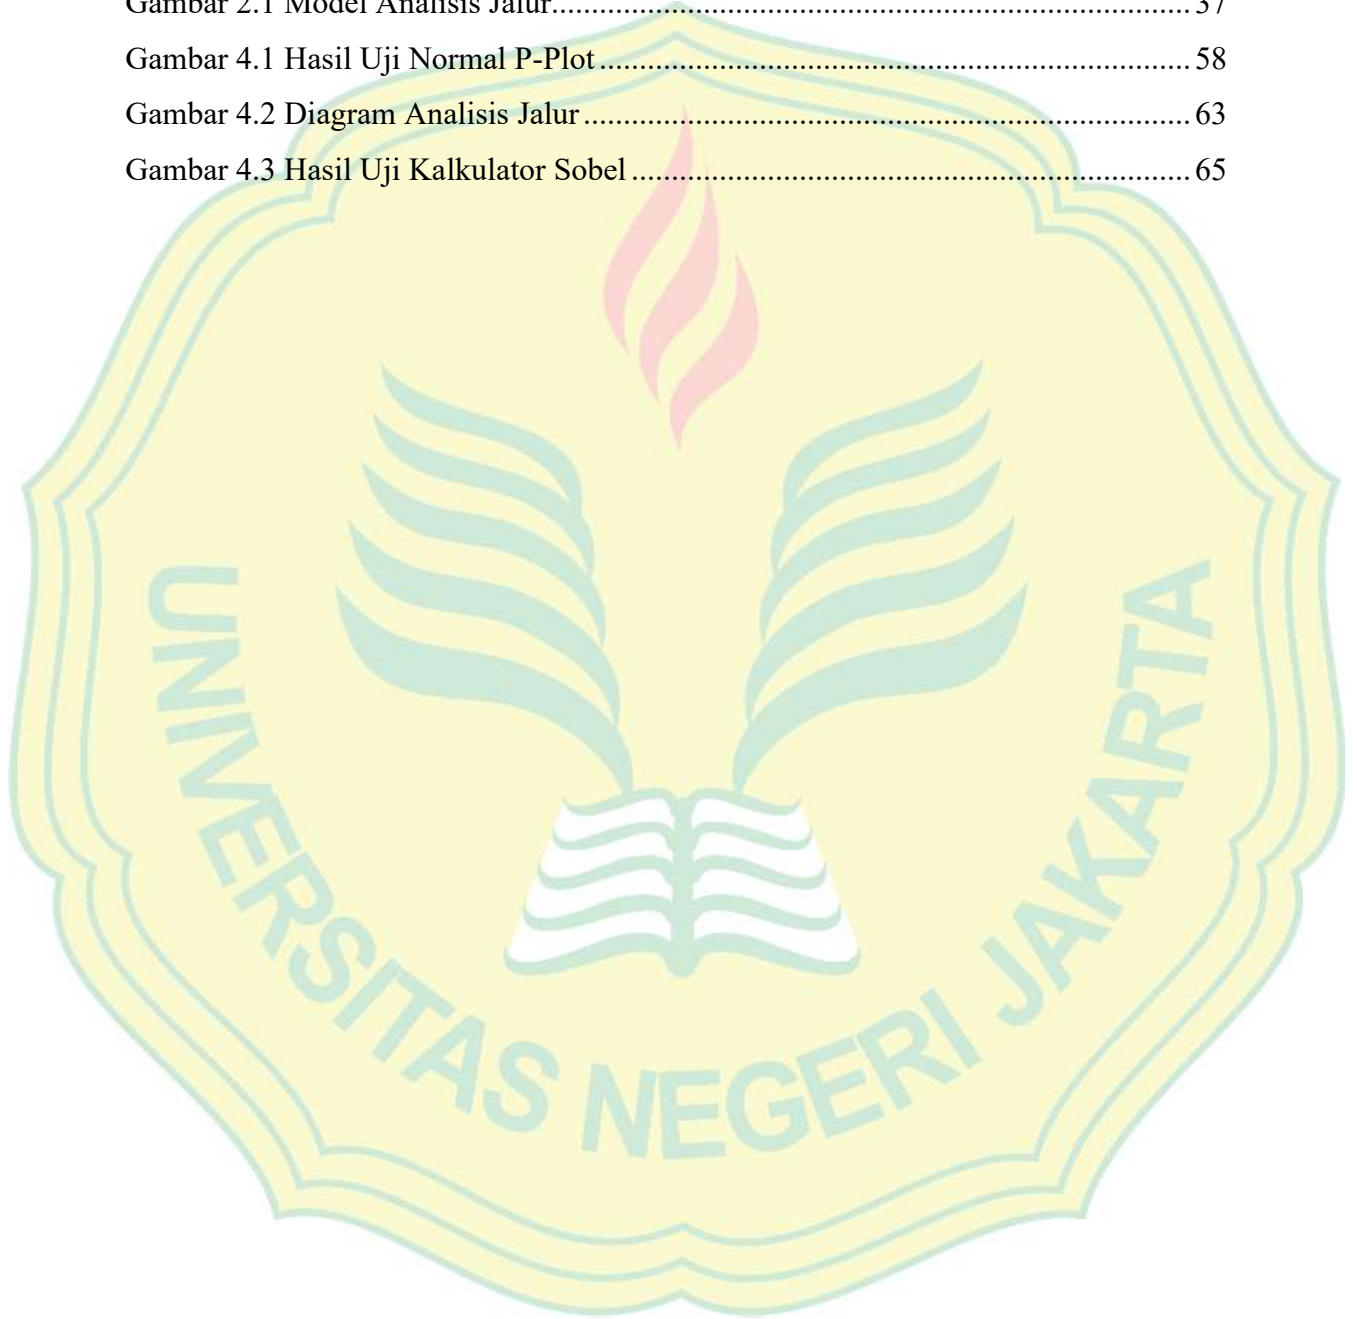 Gambar 2.1 Model Analisis Jalur................................................................................ 37
Gambar 4.1 Hasil Uji Normal P-Plot .......................................................................... 58
Gambar 4.2 Diagram Analisis Jalur ............................................................................ 63
Gambar 4.3 Hasil Uji Kalkulator Sobel ...................................................................... 65
UNIVERSITAS NEGERI JAKARTA